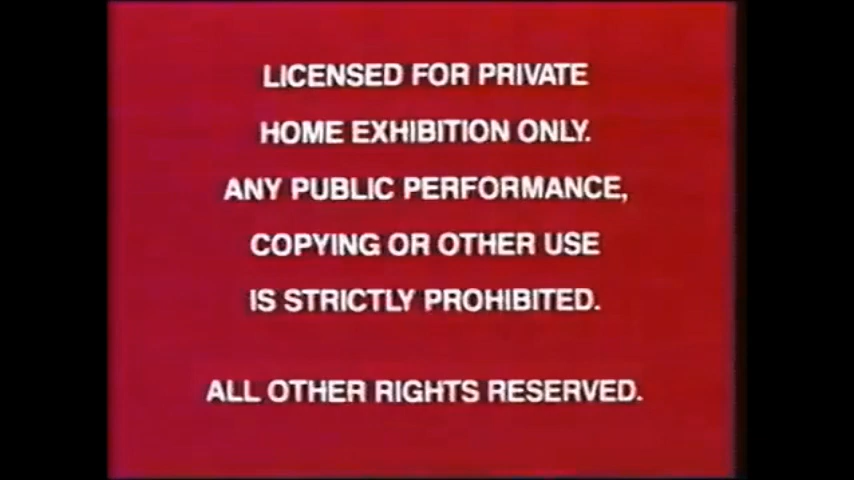 LICENSED FOR PRIVATE
HOME EXHIBITION ONLY.
ANY PUBLIC PERFORMANCE,
COPYING OR OTHER USE
IS STRICTLY PROHIBITED.
ALL OTHER RIGHTS RESERVED.